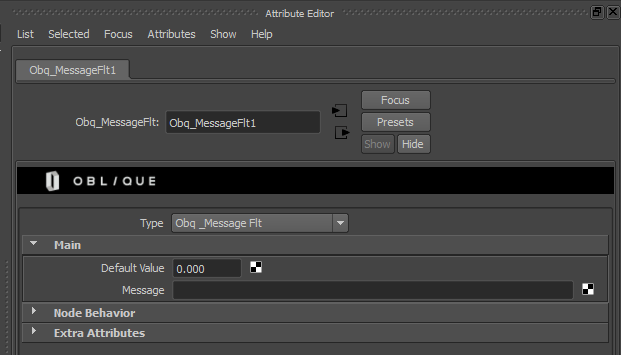 Attribute Editor
List Selected Focus Attributes Show Help
Obq_MessageFlt1
Focus
Obq_MessageFlt: Obq_MessageFlt1
Presets
Show Hide
OBL/QUE
Type Obq _Message Flt
Main
Default Value 0.000
Message
Node Behavior
Extra Attributes